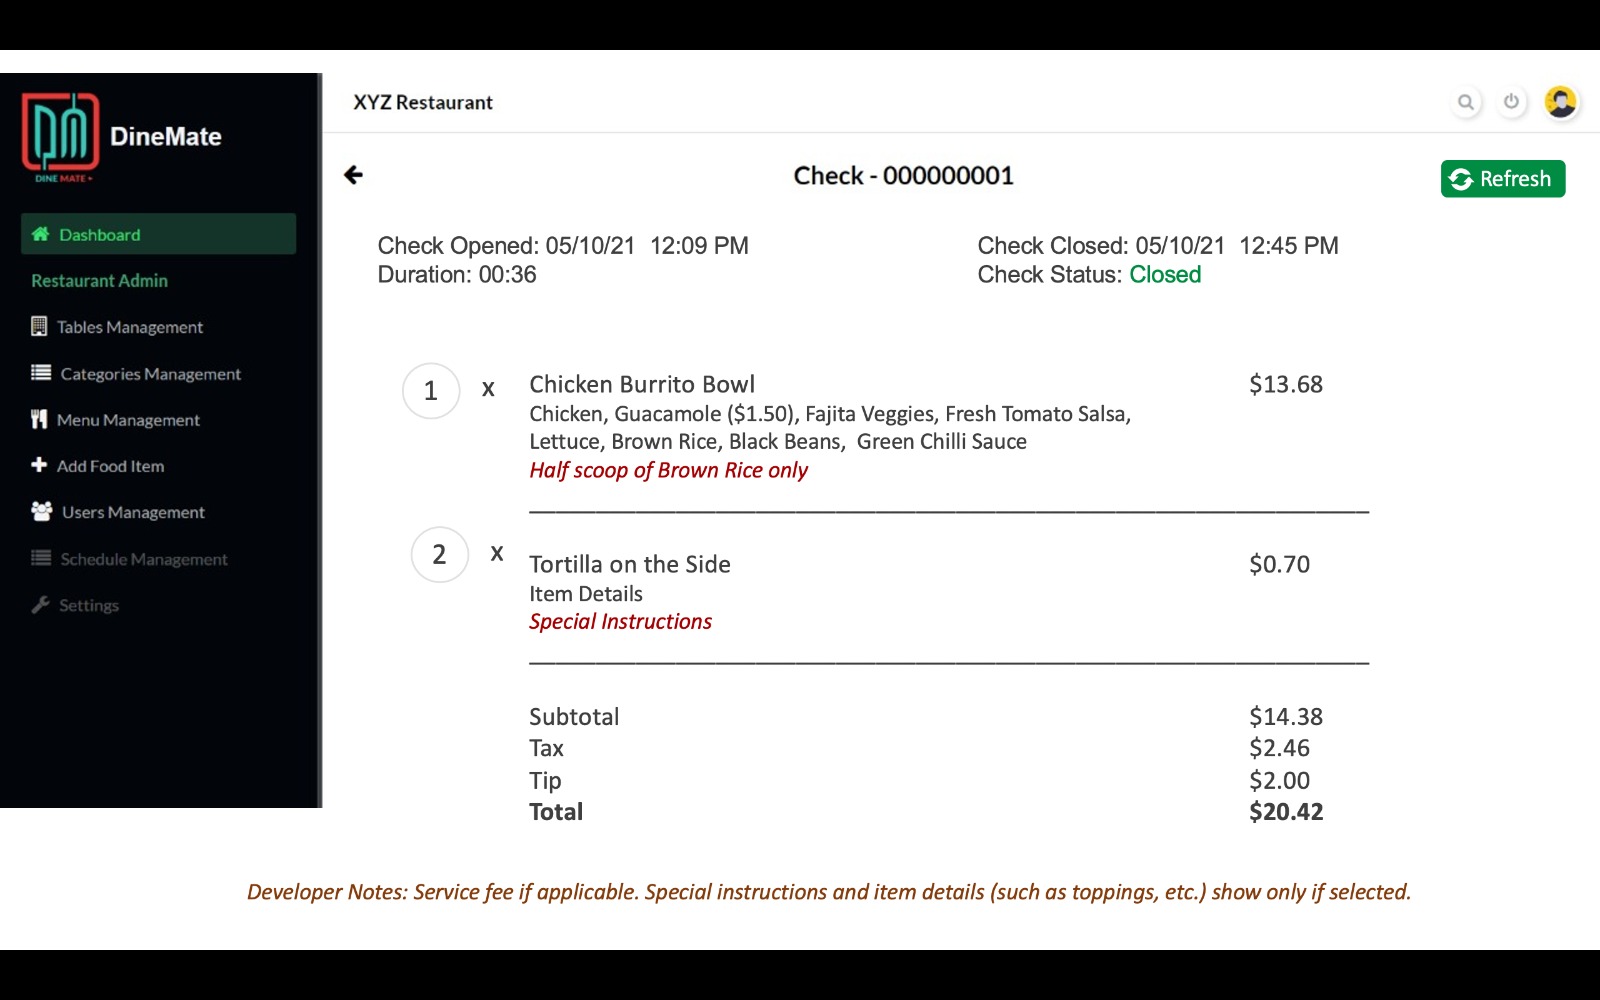 XYZ Restaurant
DineMate
DINE MATE
Dashboard
Restaurant Admin
Tables Management
Categories Management
Menu Management
Add Food Item
Users Management
Schedule Management
Settings
Check - 000000001
Refresh
Check Opened: 05/10/21 12:09 PM
Duration: 00:36
Check Closed: 05/10/21 12:45 PM
Check Status: Closed
1 x Chicken Burrito Bowl $13.68
Chicken, Guacamole ($1.50), Fajita Veggies, Fresh Tomato Salsa,
Lettuce, Brown Rice, Black Beans, Green Chilli Sauce
Half scoop of Brown Rice only
2 x Tortilla on the Side $0.70
Item Details
Special Instructions
Subtotal $14.38
Tax $2.46
Tip $2.00
Total $20.42
Developer Notes: Service fee if applicable. Special instructions and item details (such as toppings, etc.) show only if selected.